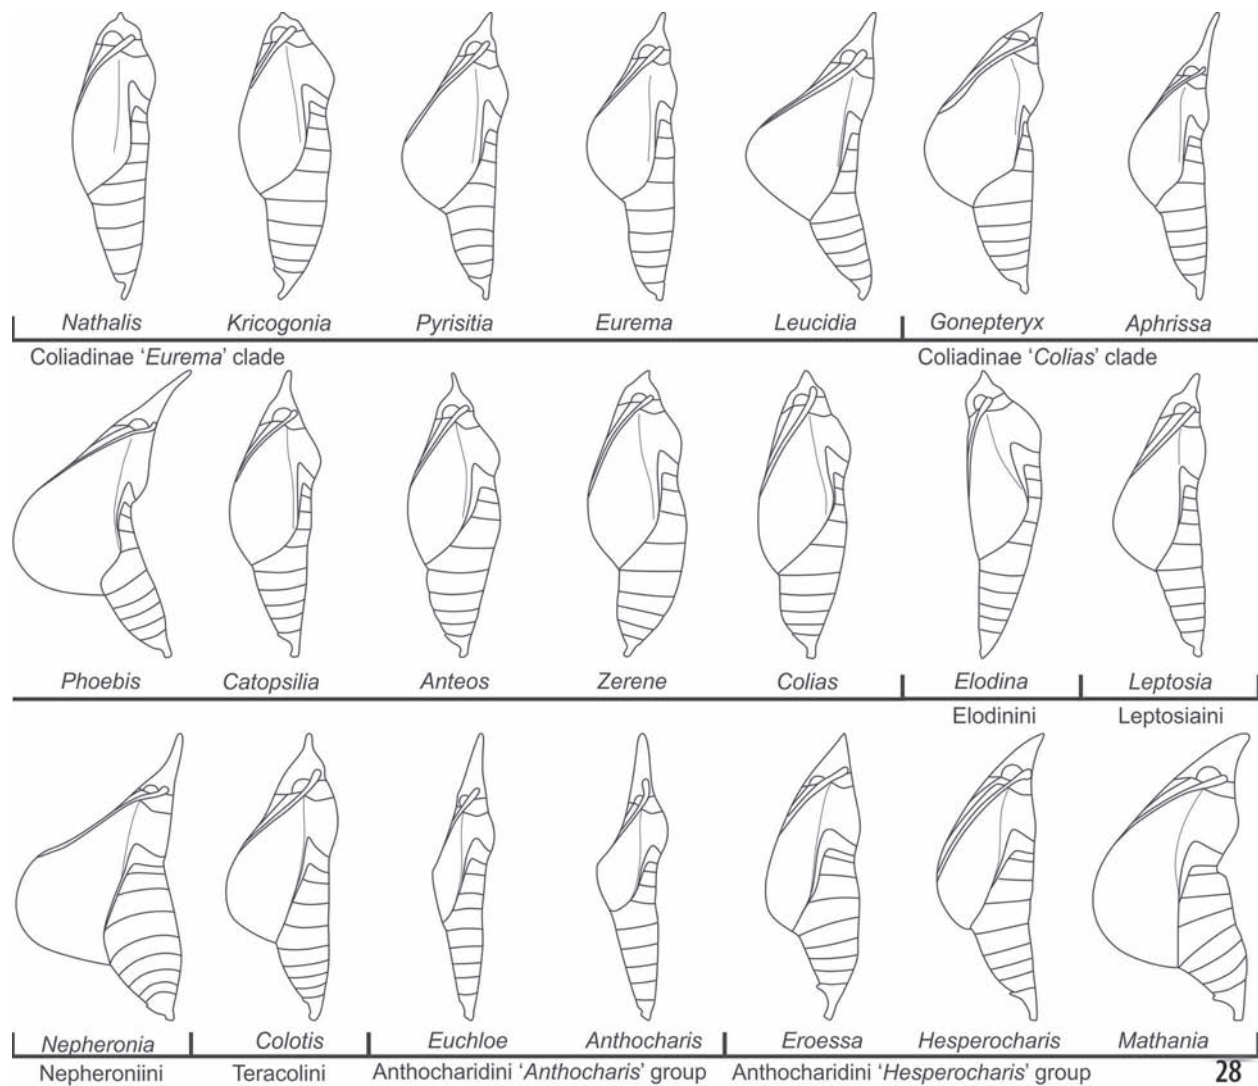 Nathalis Kricogonia Pyrisitia Eurema Leucidia Gonepteryx Aphrissa
Coliadinae ‘Eurema’ clade Coliadinae ‘Colias’ clade
Phoebis Catopsilia Anteos Zerene Colias Elodina Leptosia
Elodinini Leptosiaini
Nepheronia Colotis Euchloe Anthocharis Eroessa Hesperocharis Mathania
Nepheroniini Teracolini Anthocharidini ‘Anthocharis’ group Anthocharidini ‘Hesperocharis’ group 28